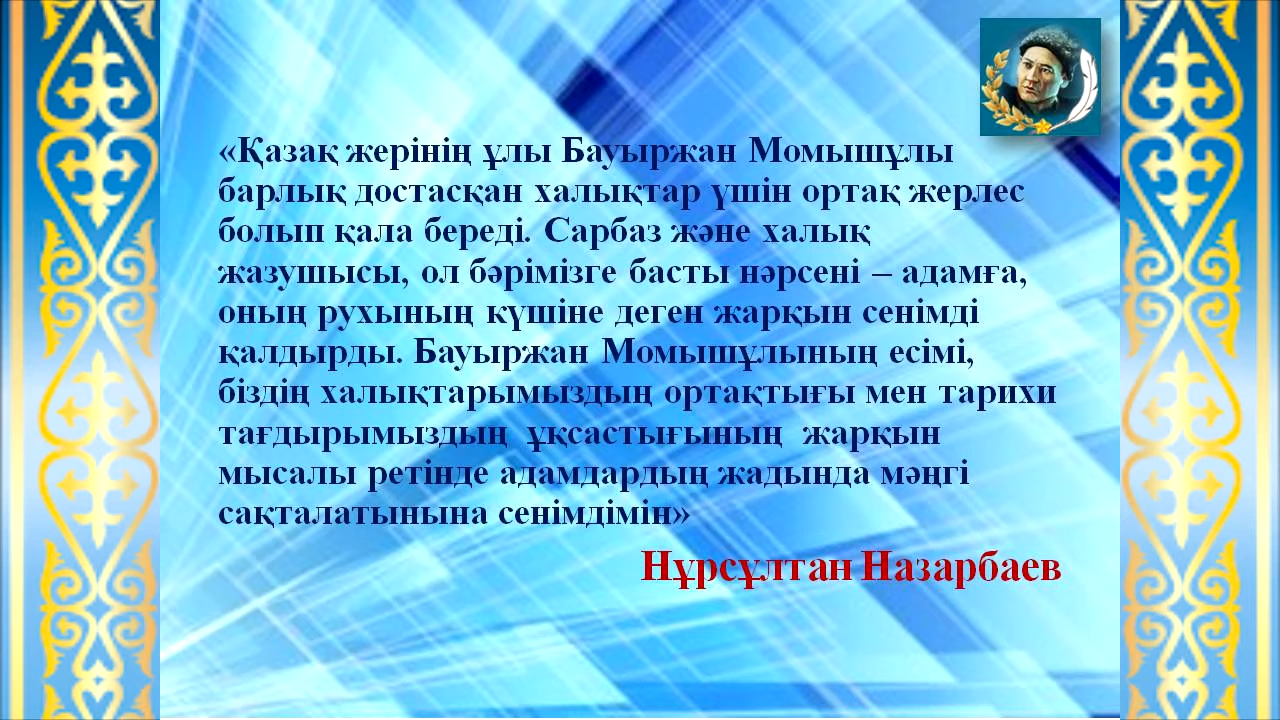 «Қазақ жерінің ұлы Бауыржан Момышұлы
барлық достасқан халықтар үшін ортақ жерлес
болып қала береді. Сарбаз және халық
жазушысы, ол бәрімізге басты нәрсені – адамға,
оның рухының күшіне деген жарқын сенімді
қалдырды. Бауыржан Момышұлының есімі,
біздің халықтарымыздың ортақтығы мен тарихи
тағдырымыздың ұқсастығының жарқын
мысалы ретінде адамдардың жадында мәңгі
сақталатынына сенімдімін»
Нұрсұлтан Назарбаев